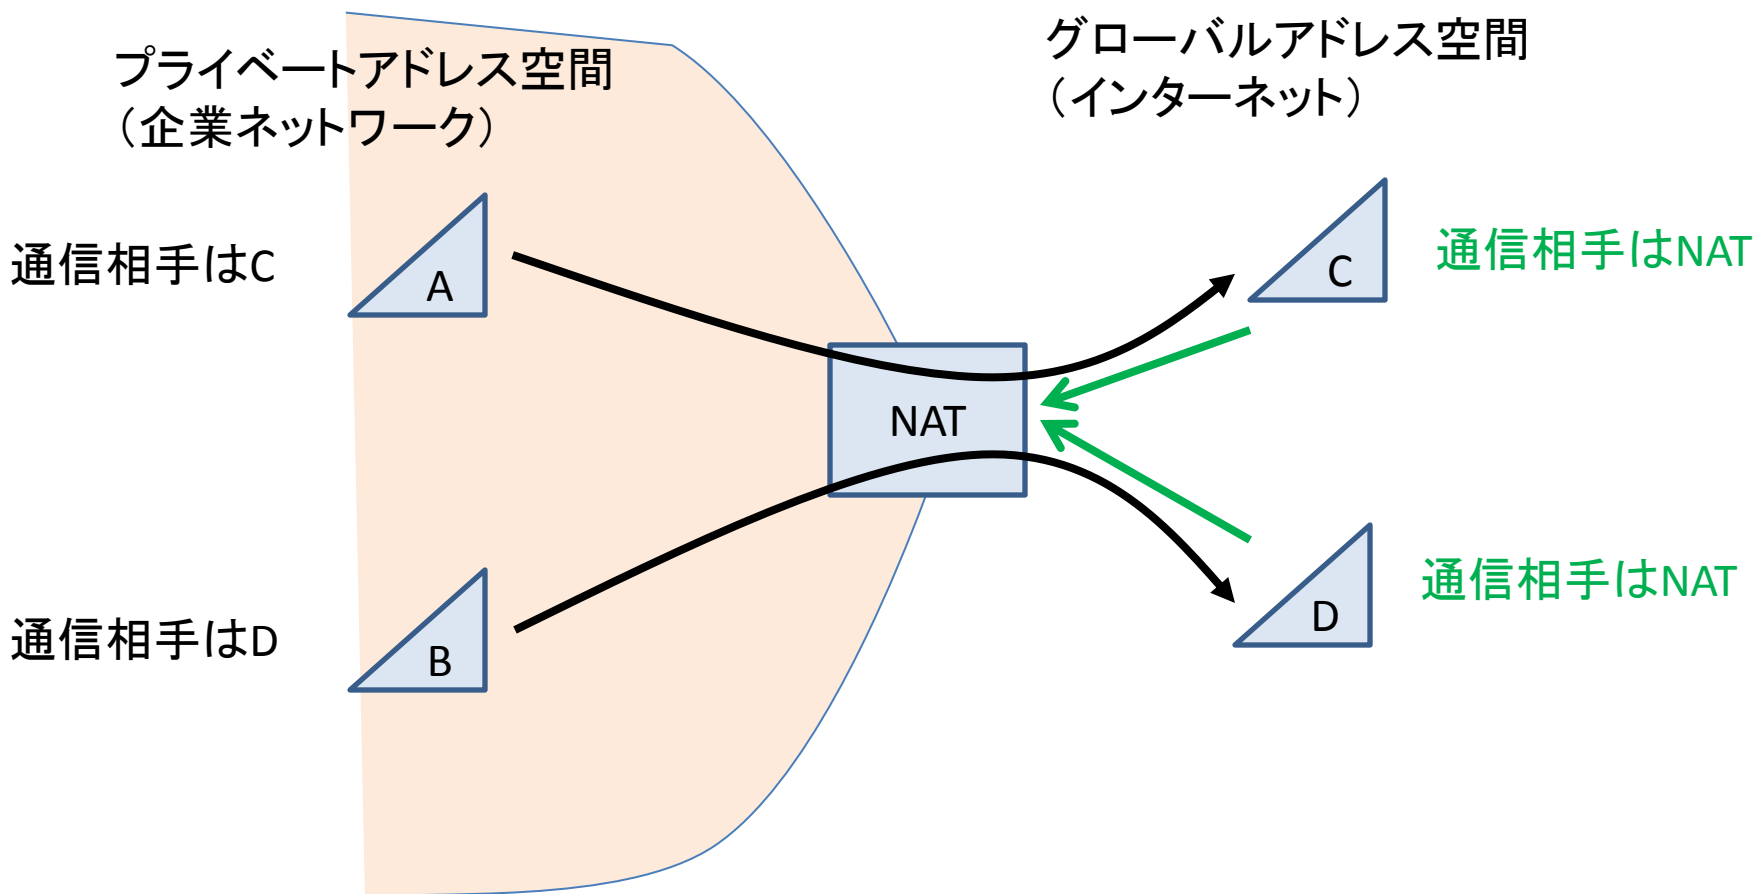 プライベートアドレス空間
（企業ネットワーク）
グローバルアドレス空間
（インターネット）
通信相手はC
A
C
通信相手はNAT
NAT
通信相手はD
B
D
通信相手はNAT